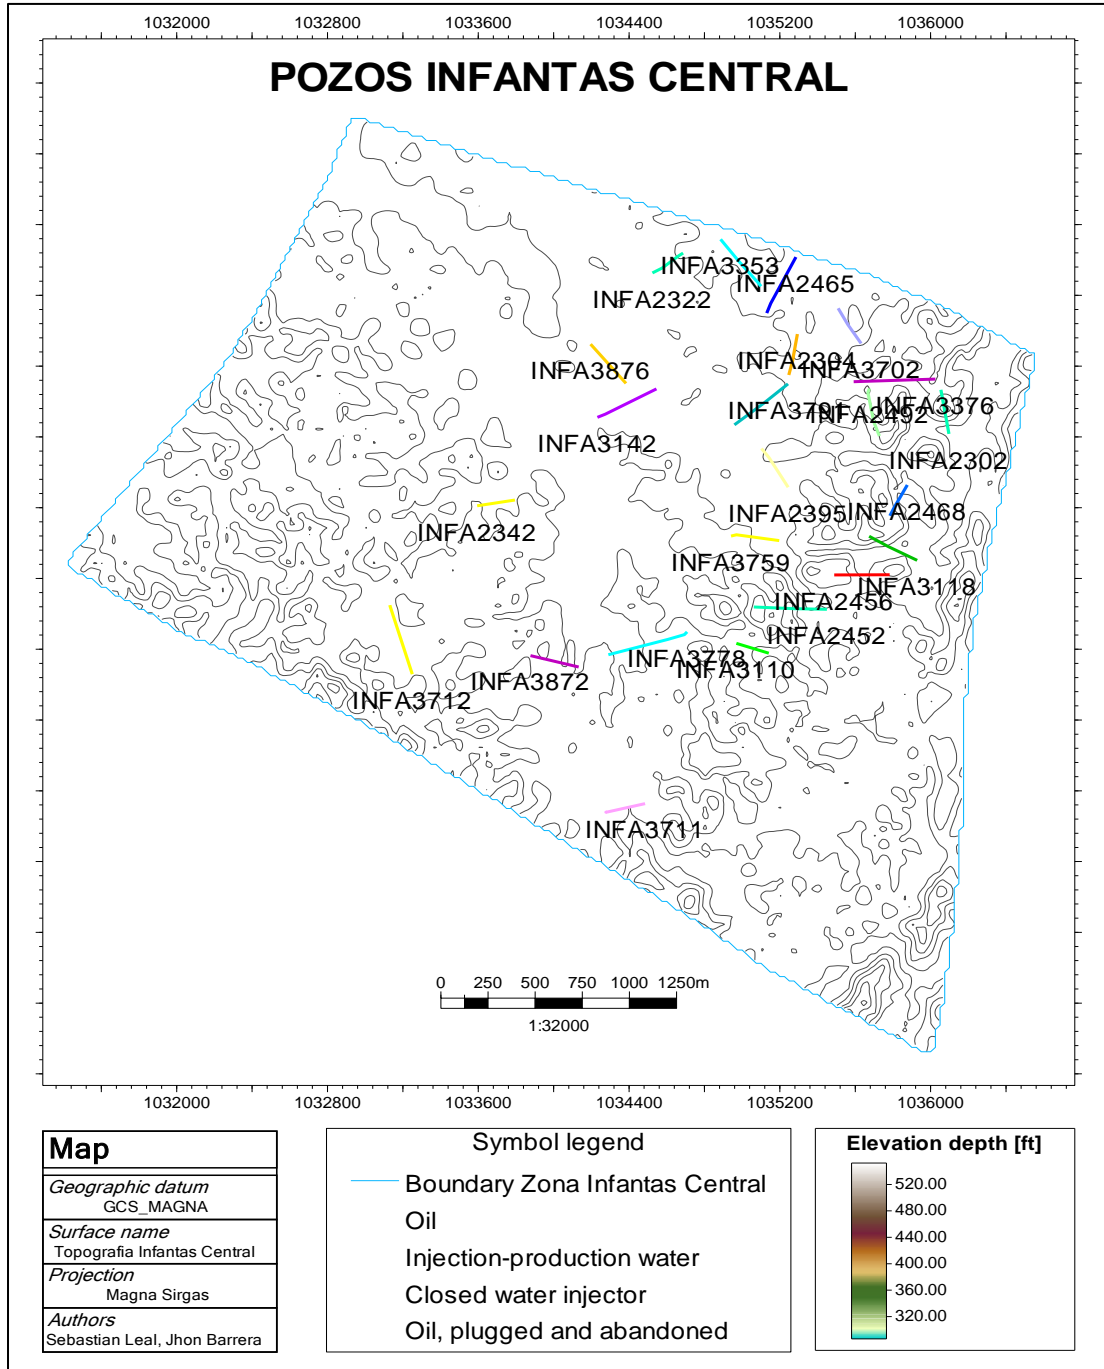 1032000 1032800 1033600 1034400 1035200 1036000
POZOS INFANTAS CENTRAL
INFA3353
INFA2465
INFA2322
INFA2304
INFA3702
INFA3876
INFA3376
INFA3791
INFA2492
INFA3142
INFA2302
INFA2395
INFA2468
INFA2342
INFA3759
INFA3118
INFA2456
INFA2452
INFA3778
INFA3110
INFA3872
INFA3712
INFA3711
0 250 500 750 1000 1250m
1:32000
1032000 1032800 1033600 1034400 1035200 1036000
Map
Geographic datum
GCS_MAGNA
Surface name
Topografia Infantas Central
Projection
Magna Sirgas
Authors
Sebastian Leal, Jhon Barrera
Symbol legend
Boundary Zona Infantas Central
Oil
Injection-production water
Closed water injector
Oil, plugged and abandoned
Elevation depth [ft]
520.00
480.00
440.00
400.00
360.00
320.00